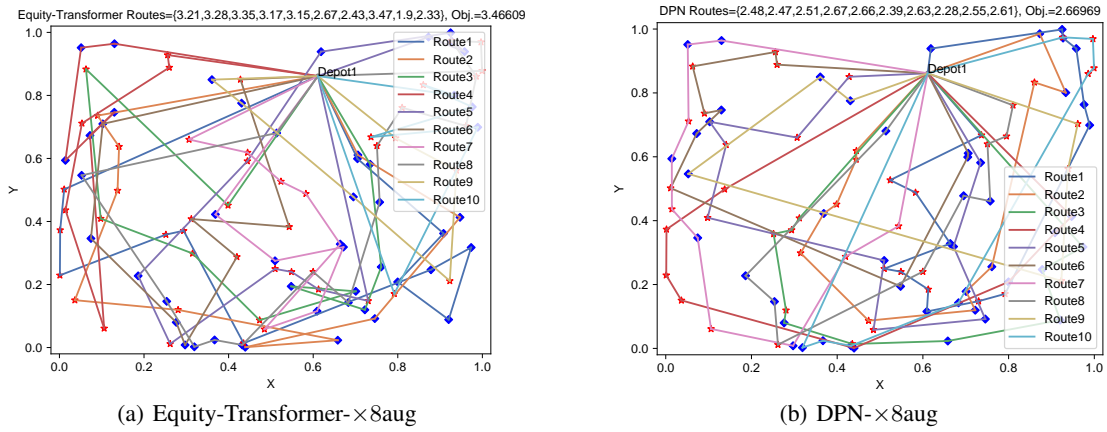 Equity-Transformer Routes={3.21,3.28,3.35,3.17,3.15,2.67,2.43,3.47,1.9,2.33}, Obj.=3.46609
1.0
0.8
0.6
0.4
0.2
0.0
Y
0.0
0.2
0.4
0.6
0.8
1.0
X
Depot1
Route1
Route2
Route3
Route4
Route5
Route6
Route7
Route8
Route9
Route10
(a) Equity-Transformer-×8aug
DPN Routes={2.48,2.47,2.51,2.67,2.66,2.39,2.63,2.28,2.55,2.61}, Obj.=2.66969
1.0
0.8
0.6
0.4
0.2
0.0
Y
0.0
0.2
0.4
0.6
0.8
1.0
X
Depot1
Route1
Route2
Route3
Route4
Route5
Route6
Route7
Route8
Route9
Route10
(b) DPN-×8aug